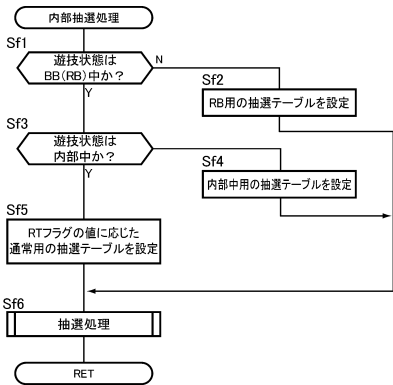 内部抽選処理
Sf1
遊技状態は
BB(RB)中か?
N
Y
Sf2
RB用の抽選テーブルを設定
Sf3
遊技状態は
内部中か?
Y
Sf4
内部中用の抽選テーブルを設定
Sf5
RTフラグの値に応じた
通常用の抽選テーブルを設定
Sf6
抽選処理
RET